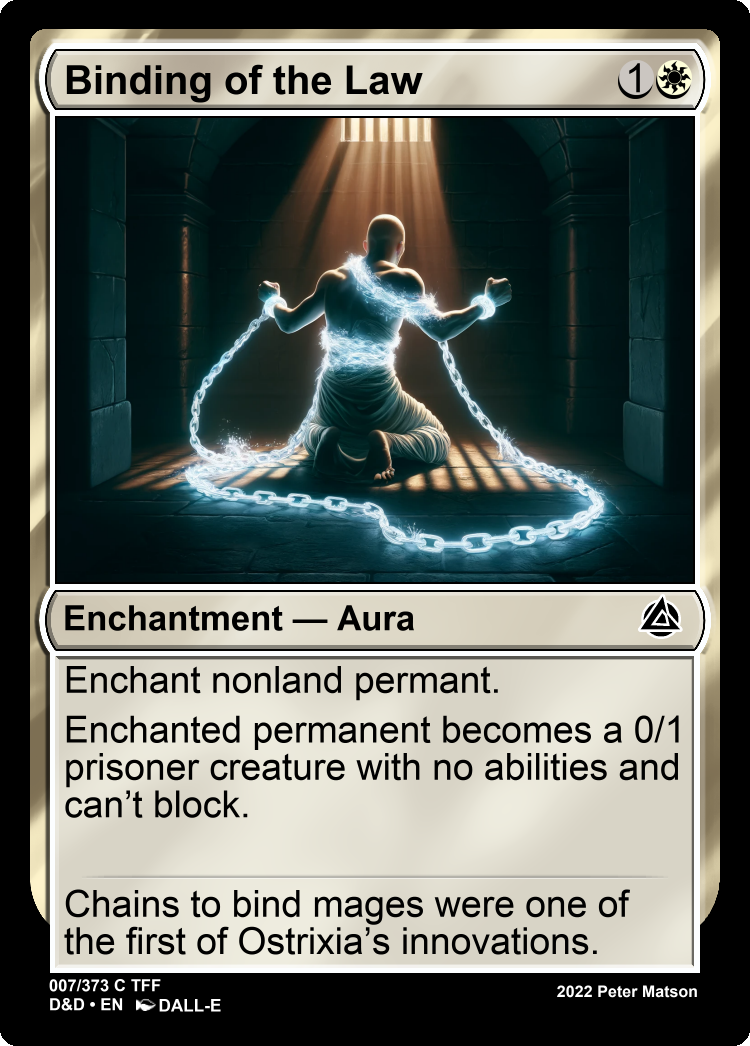 Binding of the Law 1
Enchantment — Aura
Enchant nonland permant.
Enchanted permanent becomes a 0/1
prisoner creature with no abilities and
can't block.
Chains to bind mages were one of
the first of Ostrixia's innovations.
007/373 C TFF
D&D • EN DALL-E
2022 Peter Matson